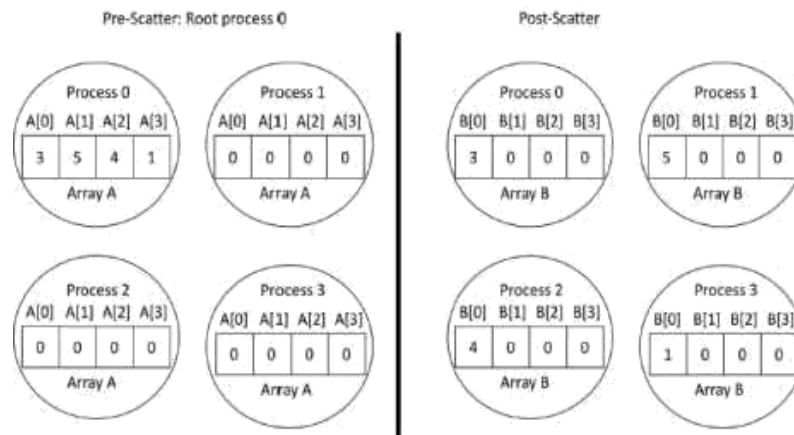 Pre-Scatter: Root process 0
Post-Scatter
Process 0
A[0] A[1] A[2] A[3]
3 5 4 1
Array A
Process 1
A[0] A[1] A[2] A[3]
0 0 0 0
Array A
Process 2
A[0] A[1] A[2] A[3]
0 0 0 0
Array A
Process 3
A[0] A[1] A[2] A[3]
0 0 0 0
Array A
Process 0
B[0] B[1] B[2] B[3]
3 0 0 0
Array B
Process 1
B[0] B[1] B[2] B[3]
5 0 0 0
Array B
Process 2
B[0] B[1] B[2] B[3]
4 0 0 0
Array B
Process 3
B[0] B[1] B[2] B[3]
1 0 0 0
Array B